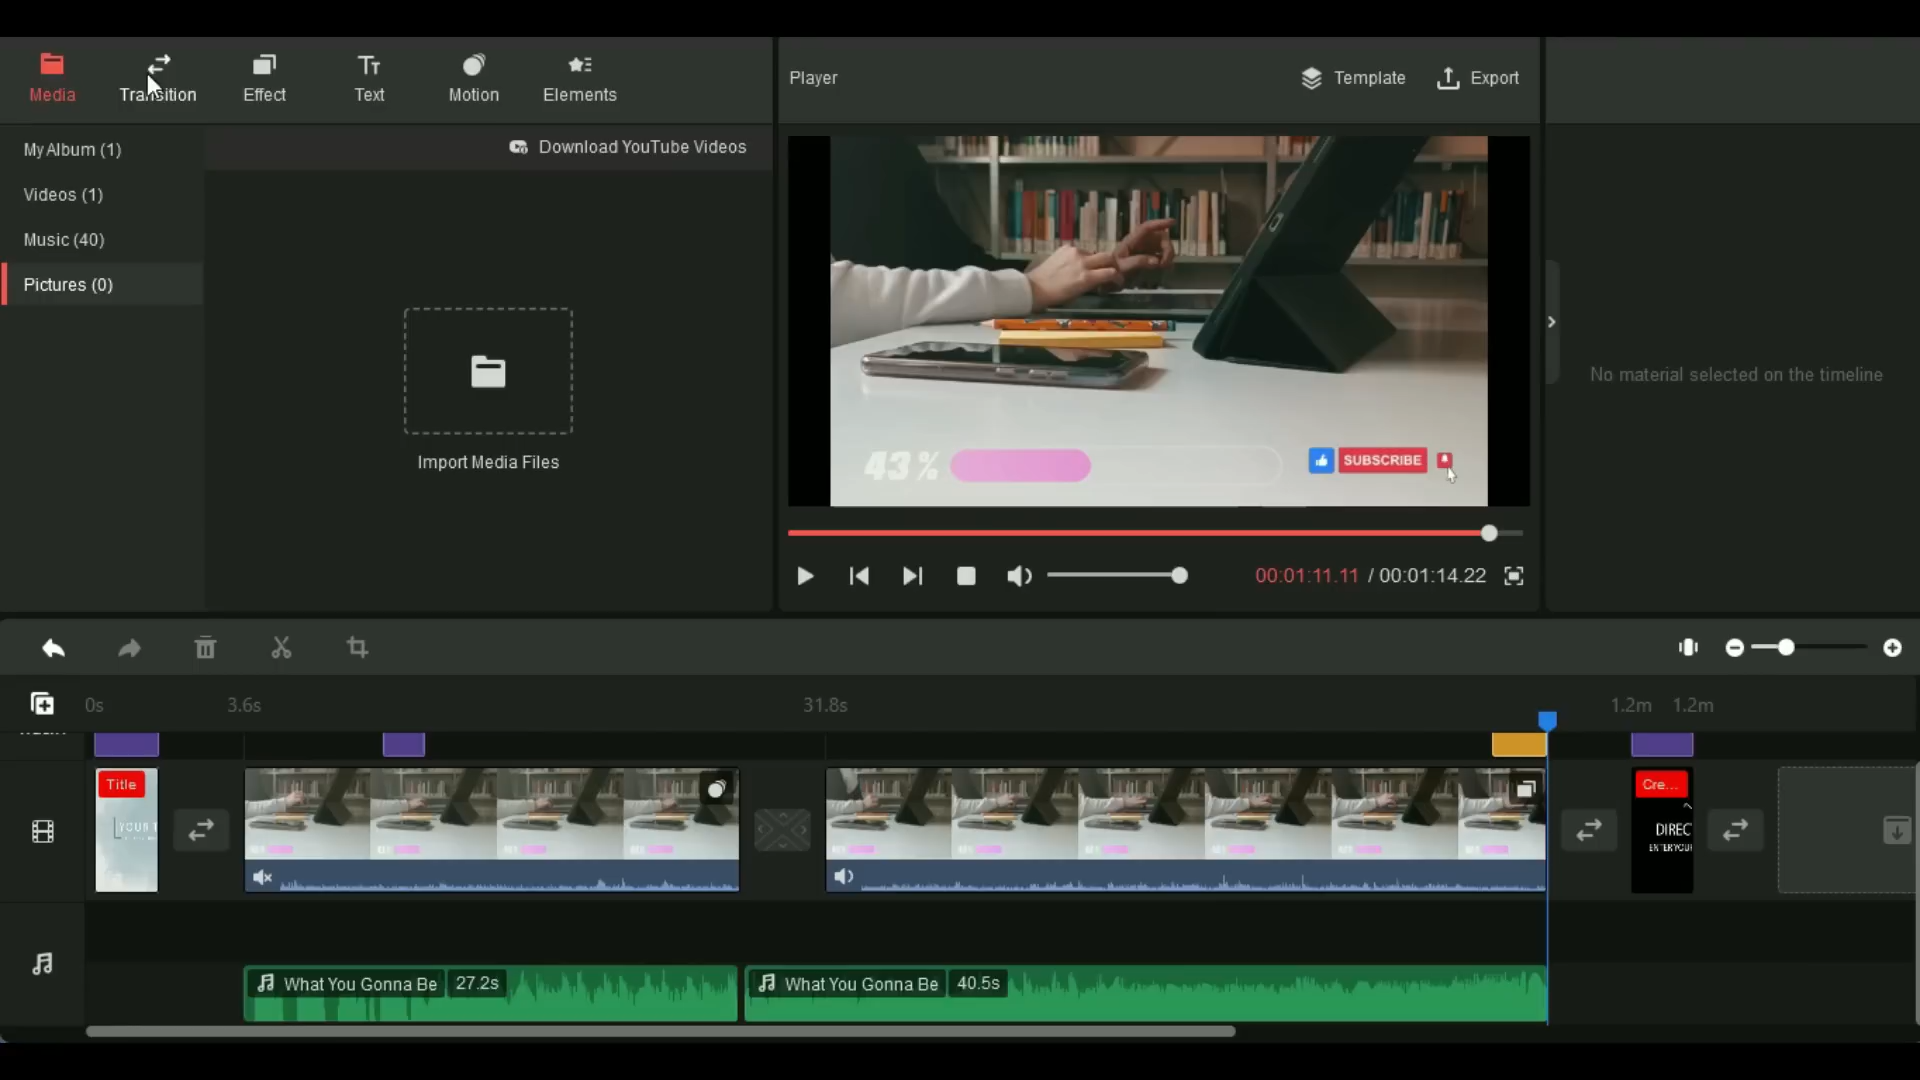 Media
Transition
Effect
Text
Motion
Elements
Player
Template
Export
My Album (1)
Videos (1)
Music (40)
Pictures (0)
Download YouTube Videos
Import Media Files
43%
SUBSCRIBE
No material selected on the timeline
00:01:11.11 / 00:01:14.22
0s
3.6s
31.8s
1.2m
1.2m
Title
Cre...
DIREC
What You Gonna Be
27.2s
What You Gonna Be
40.5s